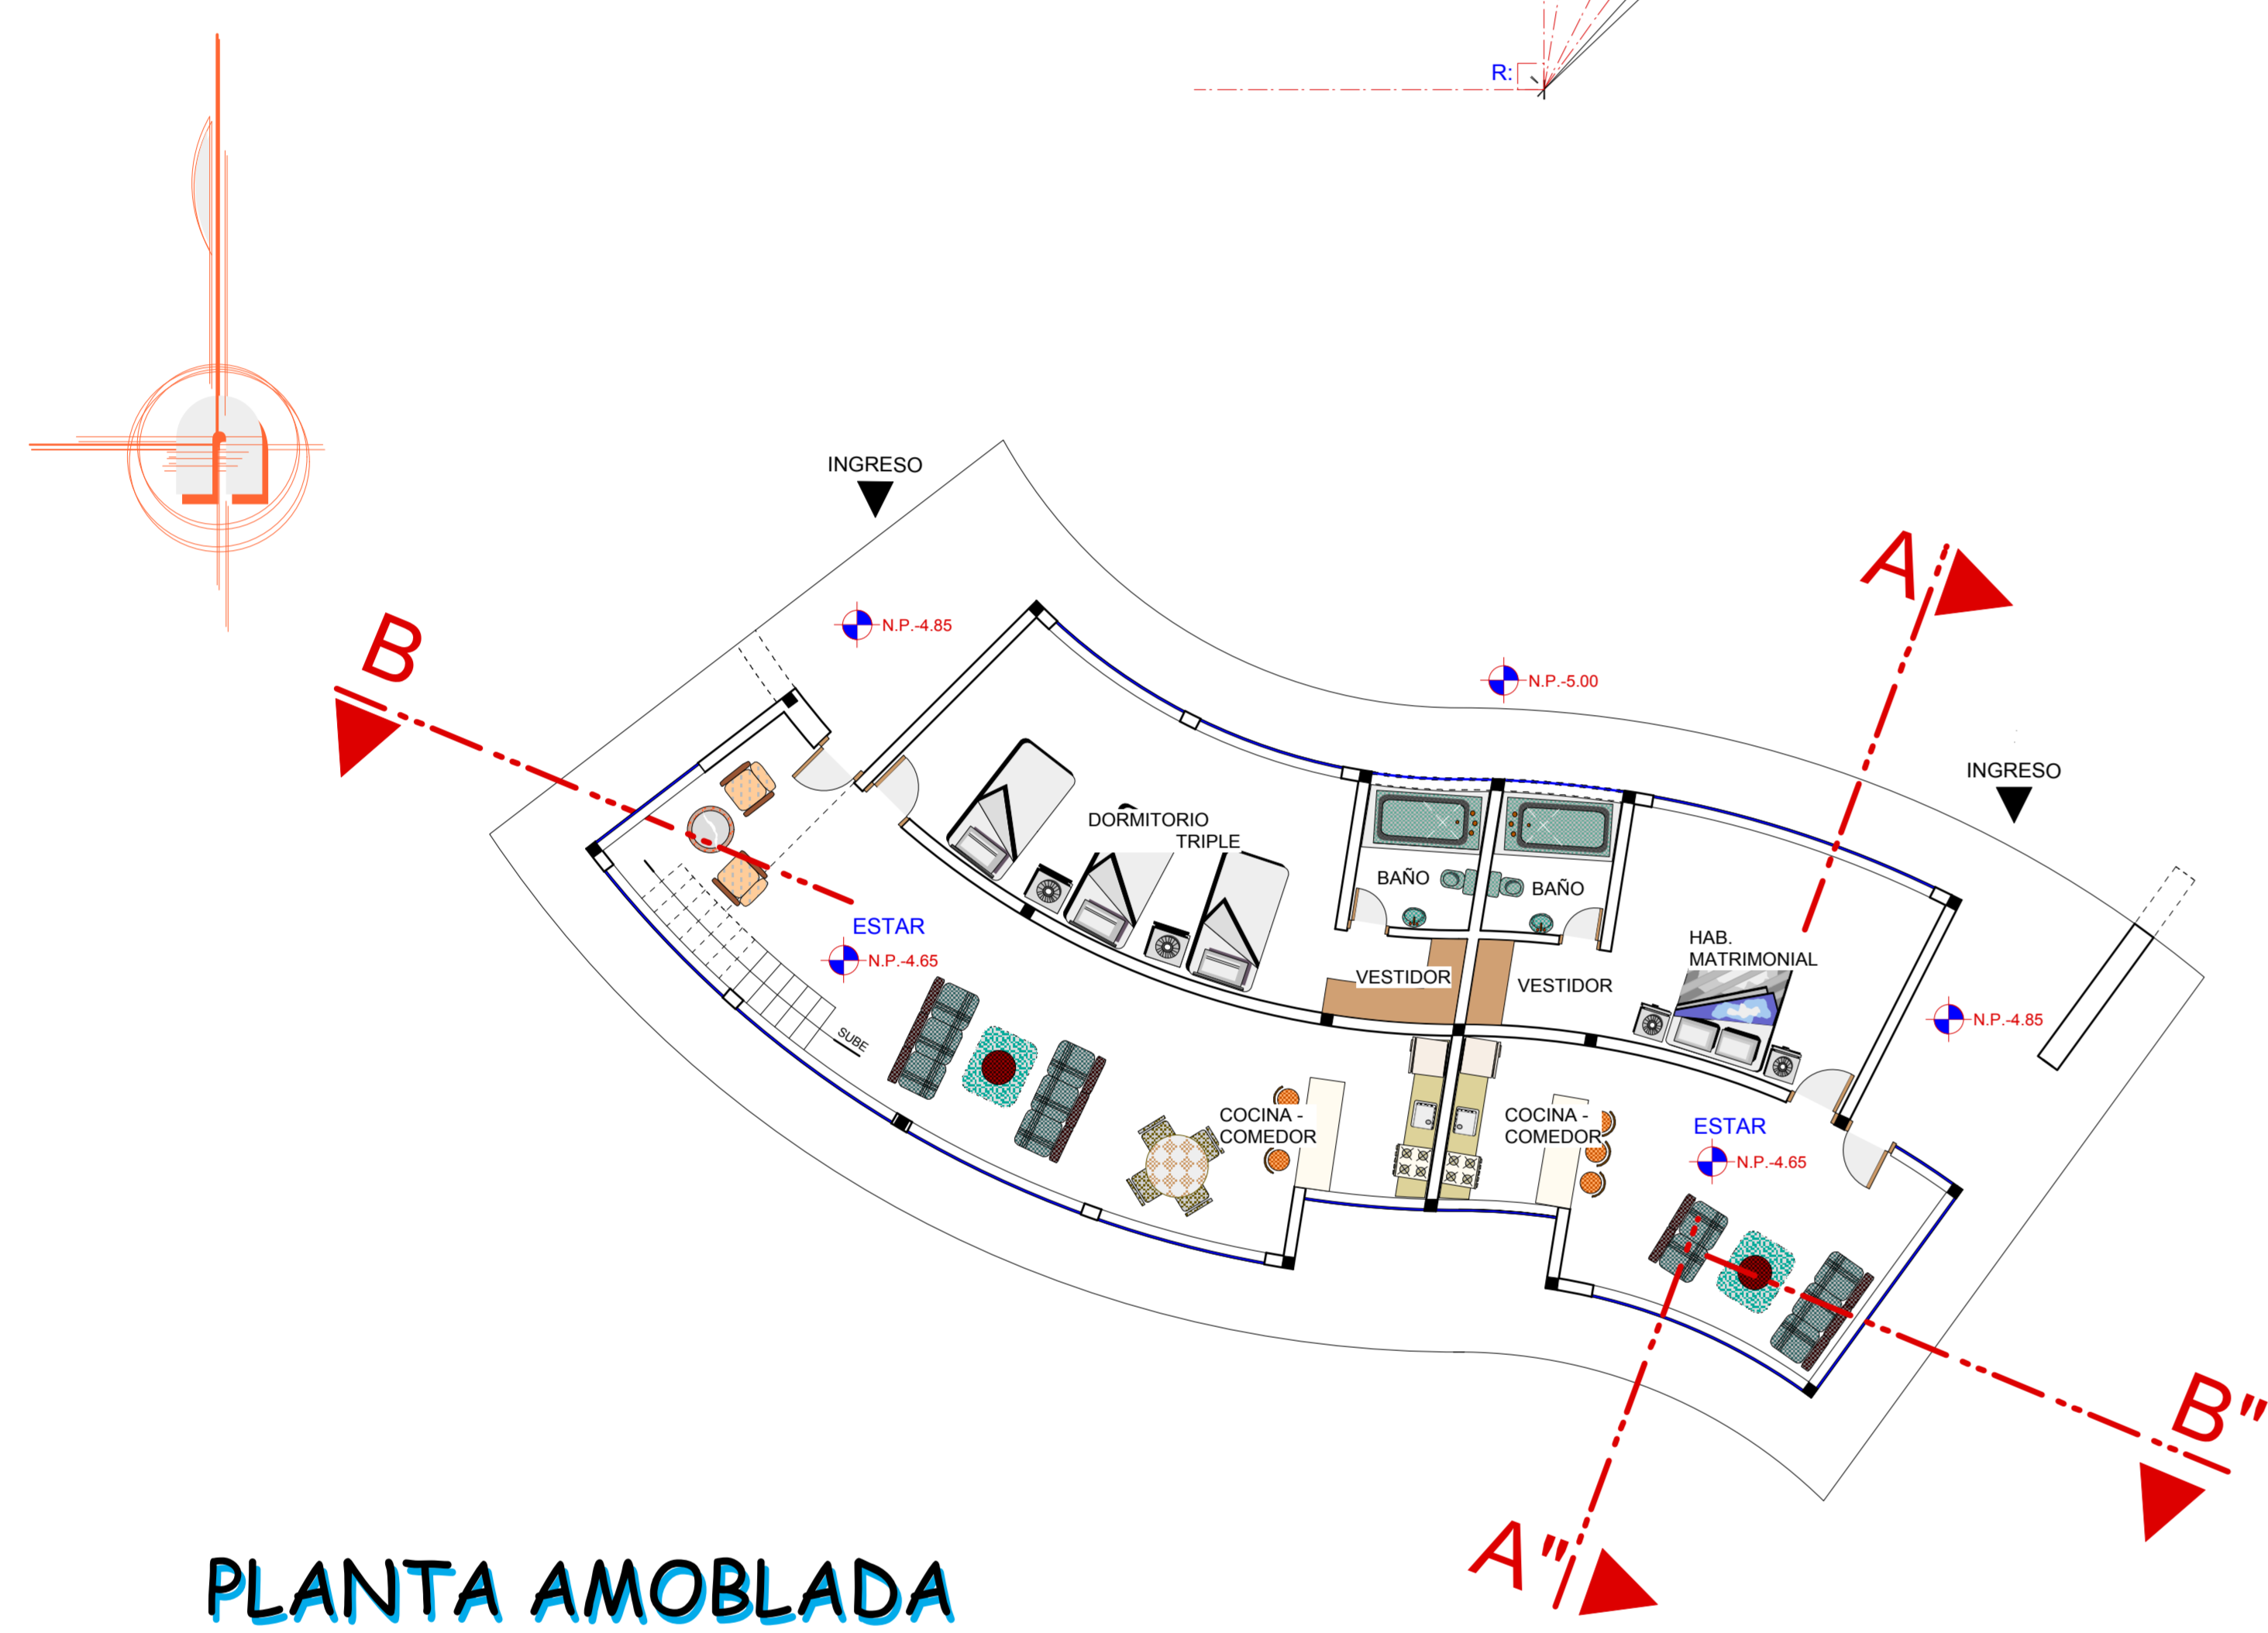 R:
INGRESO
A
B
N.P.-4.85
N.P.-5.00
INGRESO
DORMITORIO
TRIPLE
BAÑO
BAÑO
ESTAR
N.P.-4.65
HAB.
MATRIMONIAL
VESTIDOR
VESTIDOR
N.P.-4.85
SUBE
COCINA -
COMEDOR
COCINA -
COMEDOR
ESTAR
N.P.-4.65
B"
A"
PLANTA AMOBLADA